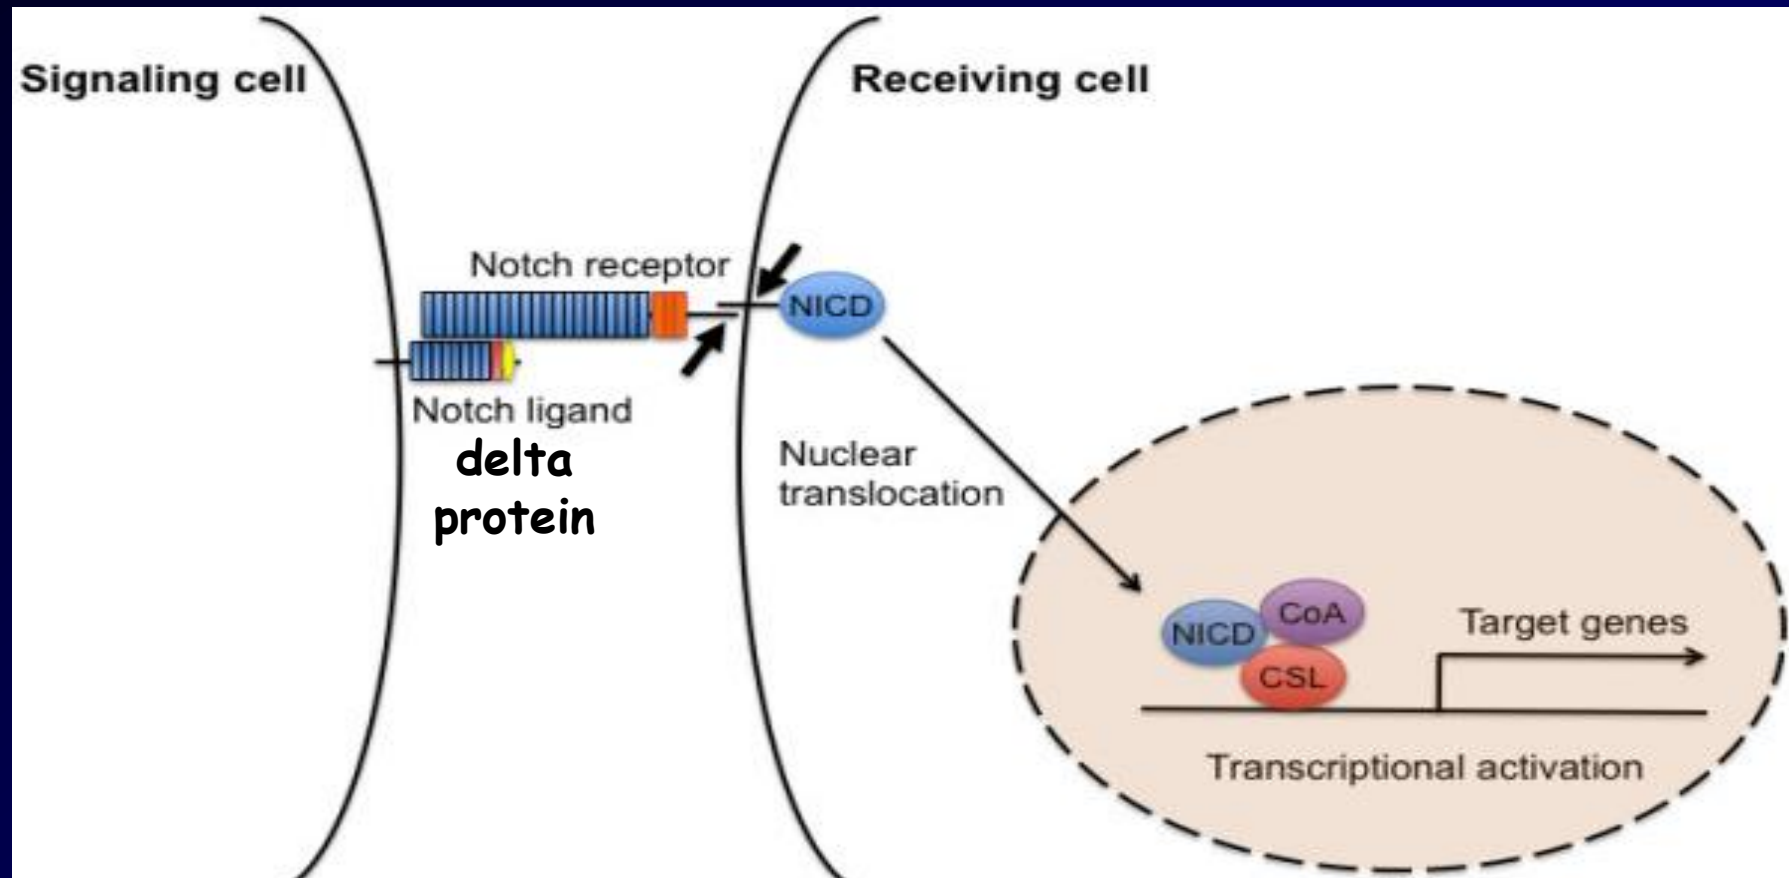 Signaling cell
Receiving cell
Notch receptor
NICD
Notch ligand
delta
protein
Nuclear
translocation
NICD
CoA
CSL
Target genes
Transcriptional activation